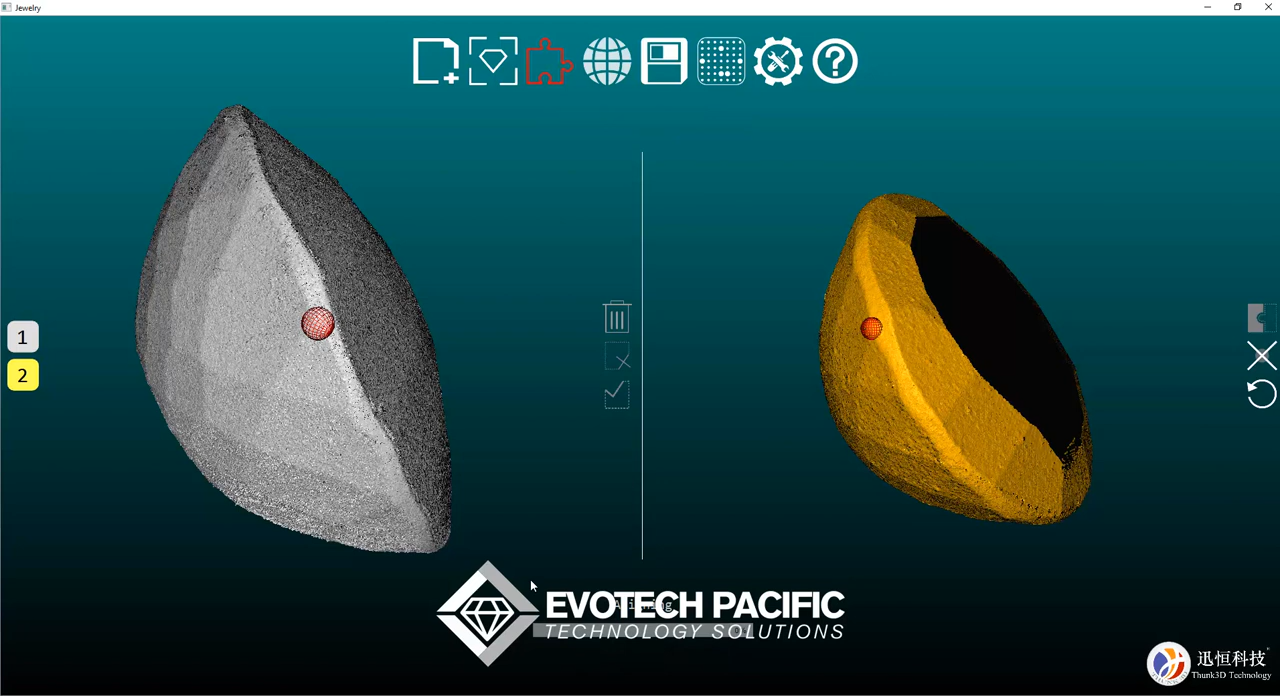 Jewelry
1
2
EVOTECH PACIFIC
TECHNOLOGY SOLUTIONS
迅恒科技
Thunk3D Technology